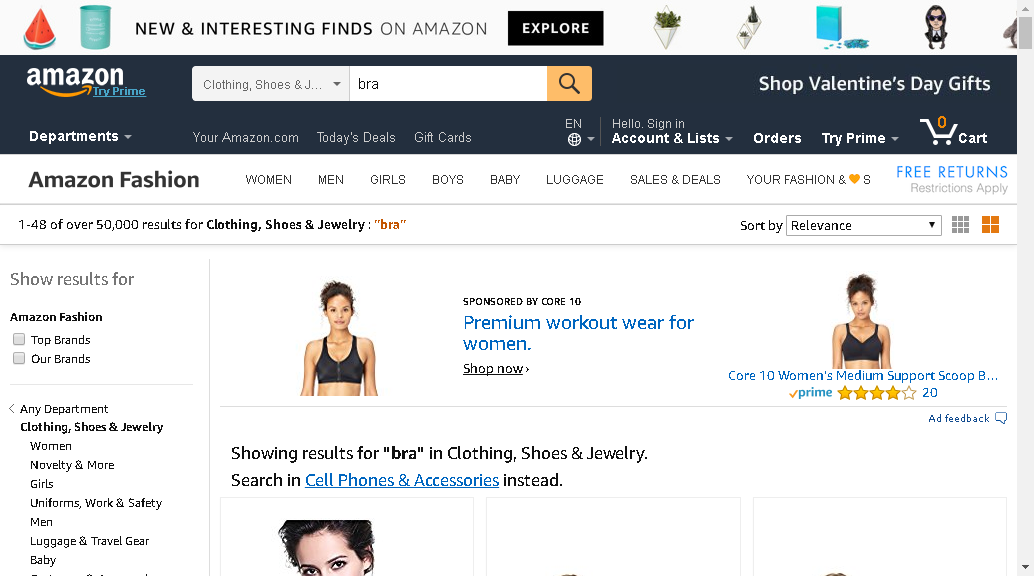 NEW & INTERESTING FINDS ON AMAZON EXPLORE
amazon
Try Prime
Clothing, Shoes & J...
bra
Shop Valentine's Day Gifts
Departments
Your Amazon.com
Today's Deals
Gift Cards
EN
Hello. Sign in
Account & Lists
Orders
Try Prime
0
Cart
Amazon Fashion
WOMEN
MEN
GIRLS
BOYS
BABY
LUGGAGE
SALES & DEALS
YOUR FASHION & S
FREE RETURNS
Restrictions Apply
1-48 of over 50,000 results for Clothing, Shoes & Jewelry : "bra"
Sort by Relevance
Show results for
Amazon Fashion
Top Brands
Our Brands
Any Department
Clothing, Shoes & Jewelry
Women
Novelty & More
Girls
Uniforms, Work & Safety
Men
Luggage & Travel Gear
Baby
SPONSORED BY CORE 10
Premium workout wear for
women.
Shop now ›
Core 10 Women's Medium Support Scoop B...
prime 20
Ad feedback
Showing results for "bra" in Clothing, Shoes & Jewelry.
Search in Cell Phones & Accessories instead.